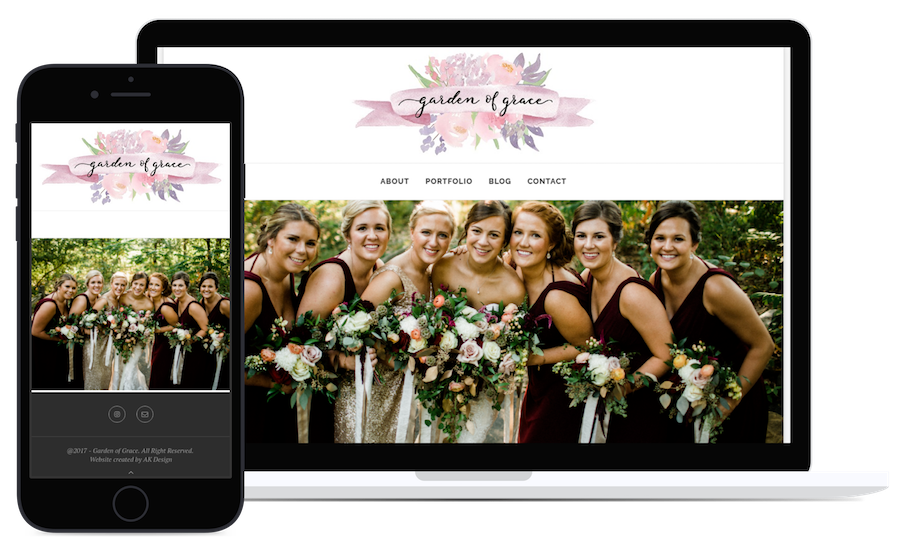 garden of grace
ABOUT PORTFOLIO BLOG CONTACT
garden of grace
@2017 - Garden of Grace. All Right Reserved.
Website created by AK Design